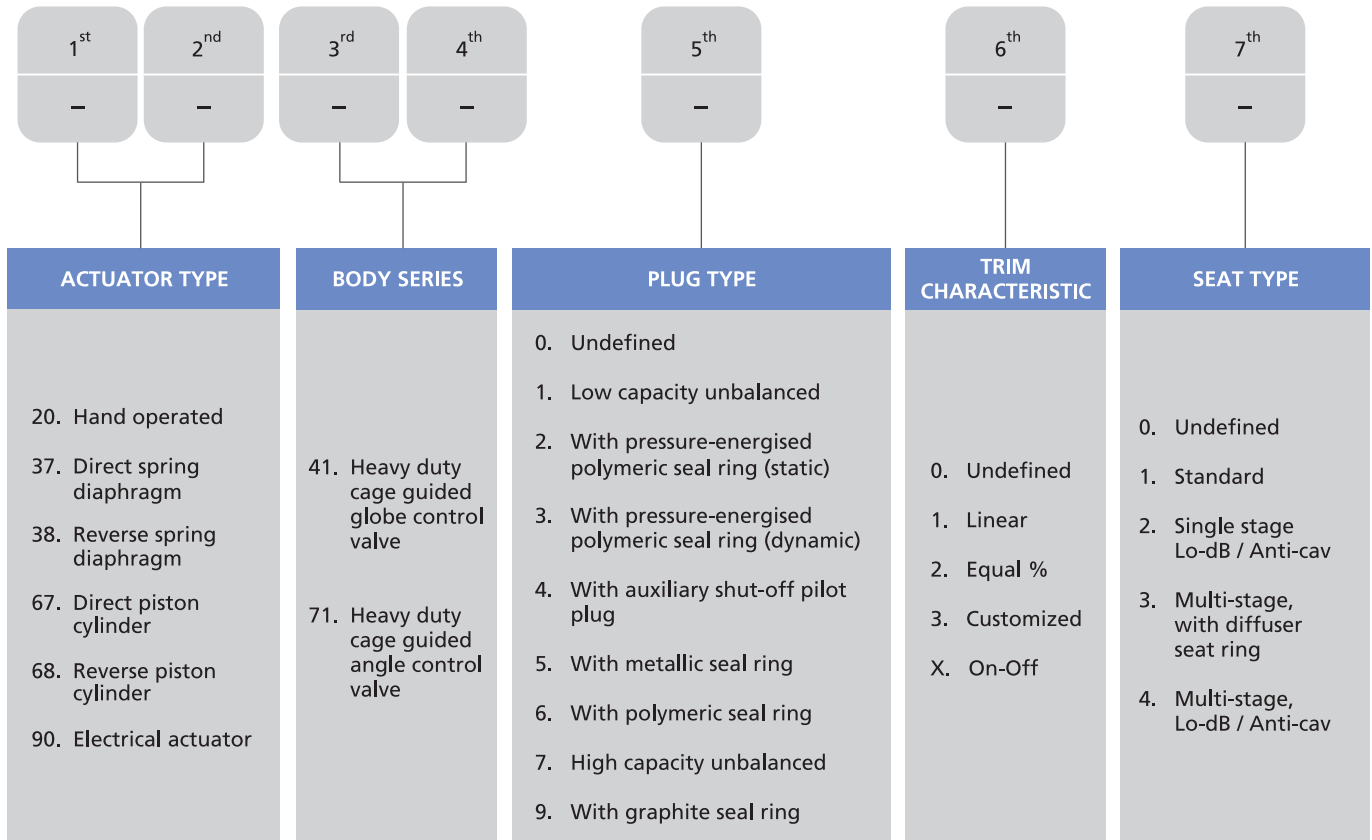 1st 2nd 3rd 4th 5th 6th 7th
– – – – – – –
ACTUATOR TYPE
20. Hand operated
37. Direct spring
diaphragm
38. Reverse spring
diaphragm
67. Direct piston
cylinder
68. Reverse piston
cylinder
90. Electrical actuator
BODY SERIES
41. Heavy duty
cage guided
globe control
valve
71. Heavy duty
cage guided
angle control
valve
PLUG TYPE
0. Undefined
1. Low capacity unbalanced
2. With pressure-energised
polymeric seal ring (static)
3. With pressure-energised
polymeric seal ring (dynamic)
4. With auxiliary shut-off pilot
plug
5. With metallic seal ring
6. With polymeric seal ring
7. High capacity unbalanced
9. With graphite seal ring
TRIM
CHARACTERISTIC
0. Undefined
1. Linear
2. Equal %
3. Customized
X. On-Off
SEAT TYPE
0. Undefined
1. Standard
2. Single stage
Lo-dB / Anti-cav
3. Multi-stage,
with diffuser
seat ring
4. Multi-stage,
Lo-dB / Anti-cav